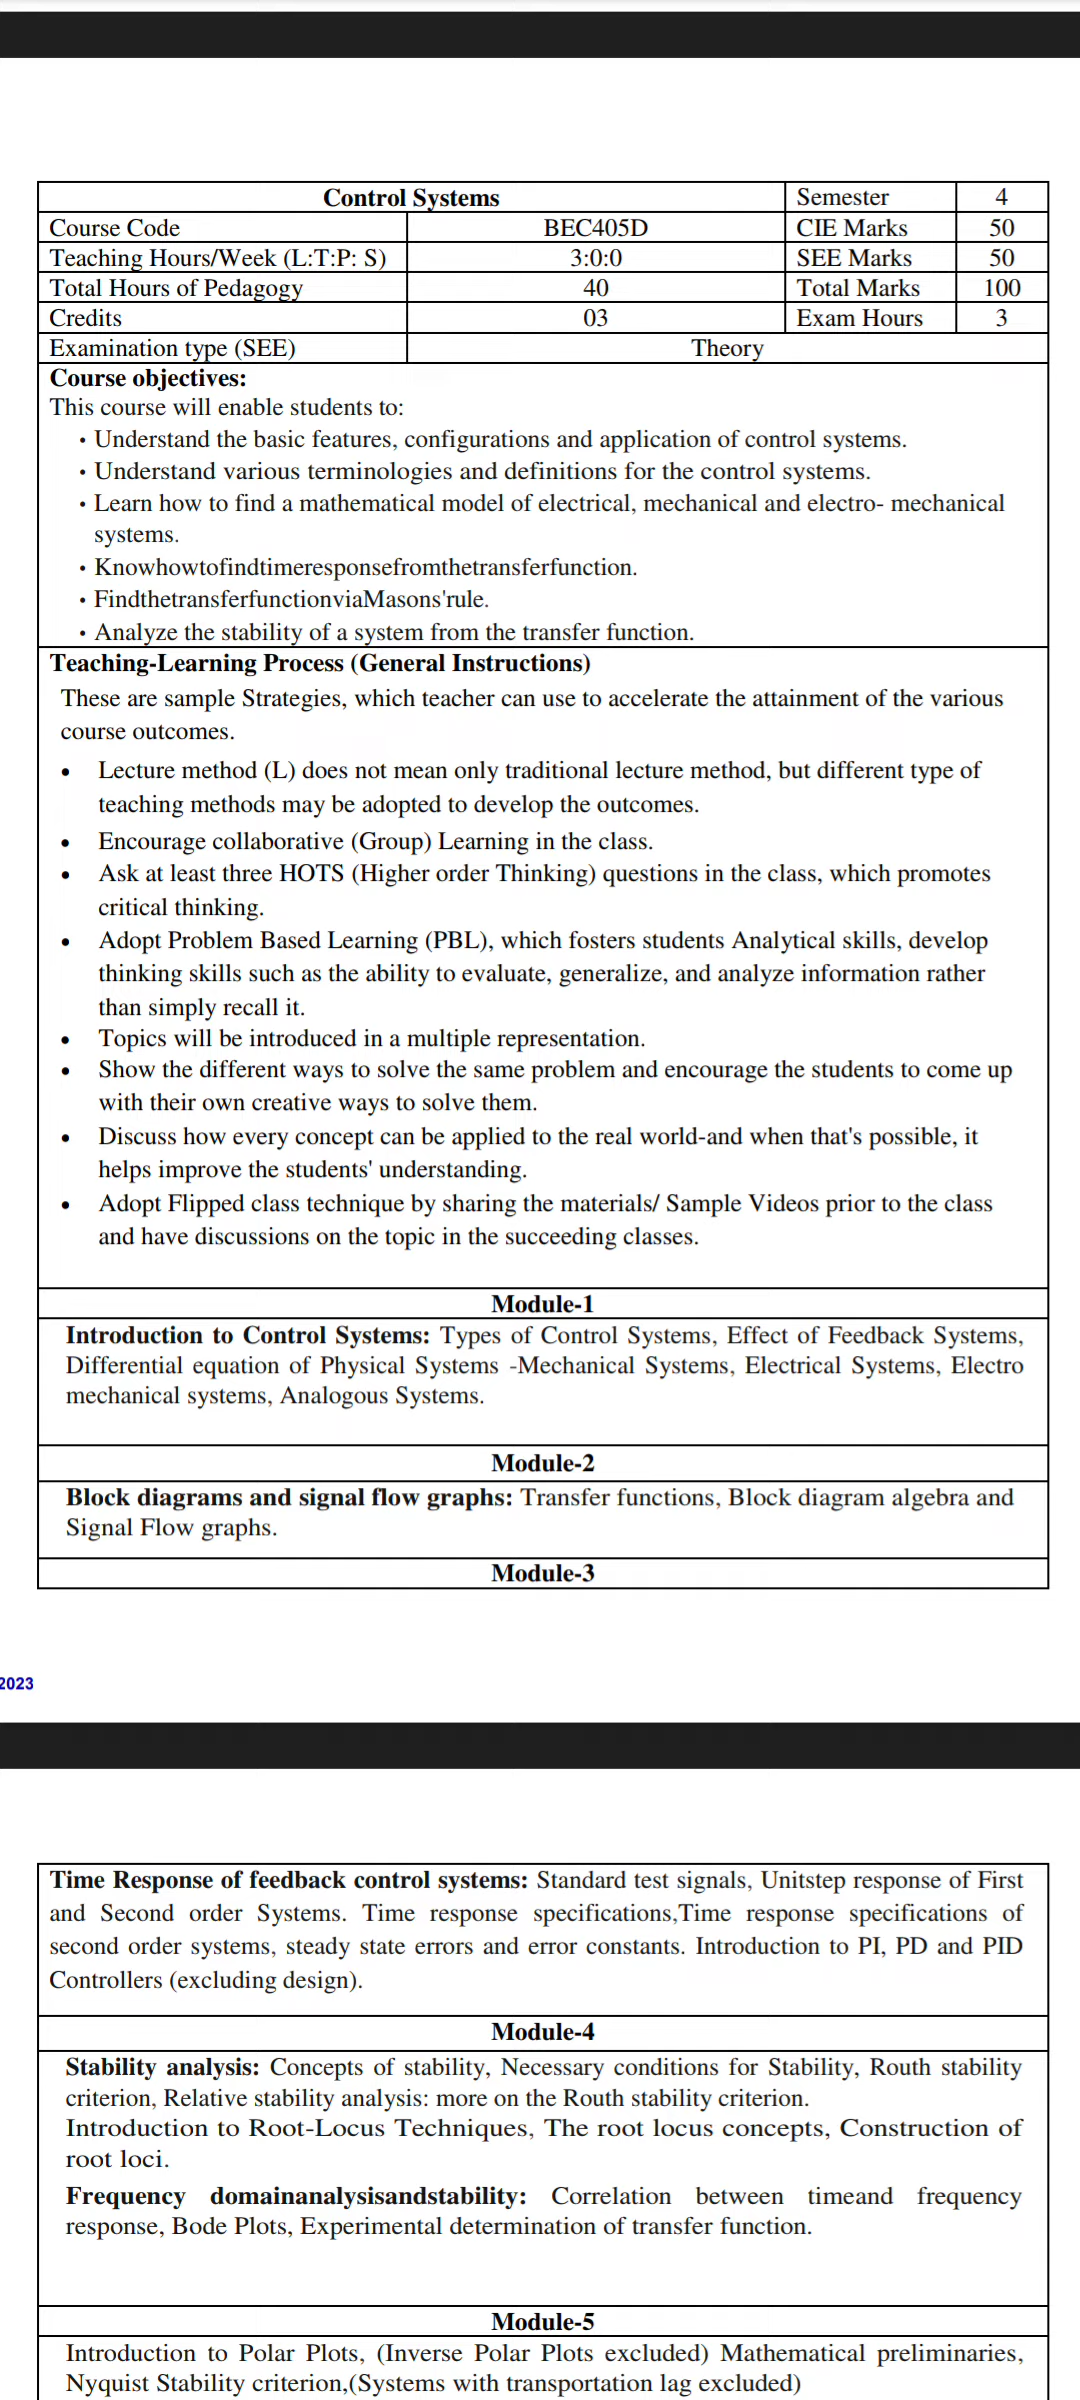 Control Systems Semester 4
Course Code BEC405D CIE Marks 50
Teaching Hours/Week (L:T:P: S) 3:0:0 SEE Marks 50
Total Hours of Pedagogy 40 Total Marks 100
Credits 03 Exam Hours 3
Examination type (SEE) Theory
Course objectives:
This course will enable students to:
• Understand the basic features, configurations and application of control systems.
• Understand various terminologies and definitions for the control systems.
• Learn how to find a mathematical model of electrical, mechanical and electro- mechanical
systems.
• Knowhowtofindtimeresponsefromthetransferfunction.
• FindthetransferfunctionviaMasons'rule.
• Analyze the stability of a system from the transfer function.
Teaching-Learning Process (General Instructions)
These are sample Strategies, which teacher can use to accelerate the attainment of the various
course outcomes.
• Lecture method (L) does not mean only traditional lecture method, but different type of
teaching methods may be adopted to develop the outcomes.
• Encourage collaborative (Group) Learning in the class.
• Ask at least three HOTS (Higher order Thinking) questions in the class, which promotes
critical thinking.
• Adopt Problem Based Learning (PBL), which fosters students Analytical skills, develop
thinking skills such as the ability to evaluate, generalize, and analyze information rather
than simply recall it.
• Topics will be introduced in a multiple representation.
• Show the different ways to solve the same problem and encourage the students to come up
with their own creative ways to solve them.
• Discuss how every concept can be applied to the real world-and when that's possible, it
helps improve the students' understanding.
• Adopt Flipped class technique by sharing the materials/ Sample Videos prior to the class
and have discussions on the topic in the succeeding classes.
Module-1
Introduction to Control Systems: Types of Control Systems, Effect of Feedback Systems,
Differential equation of Physical Systems -Mechanical Systems, Electrical Systems, Electro
mechanical systems, Analogous Systems.
Module-2
Block diagrams and signal flow graphs: Transfer functions, Block diagram algebra and
Signal Flow graphs.
Module-3
2023
Time Response of feedback control systems: Standard test signals, Unitstep response of First
and Second order Systems. Time response specifications,Time response specifications of
second order systems, steady state errors and error constants. Introduction to PI, PD and PID
Controllers (excluding design).
Module-4
Stability analysis: Concepts of stability, Necessary conditions for Stability, Routh stability
criterion, Relative stability analysis: more on the Routh stability criterion.
Introduction to Root-Locus Techniques, The root locus concepts, Construction of
root loci.
Frequency domainanalysisandstability: Correlation between timeand frequency
response, Bode Plots, Experimental determination of transfer function.
Module-5
Introduction to Polar Plots, (Inverse Polar Plots excluded) Mathematical preliminaries,
Nyquist Stability criterion,(Systems with transportation lag excluded)